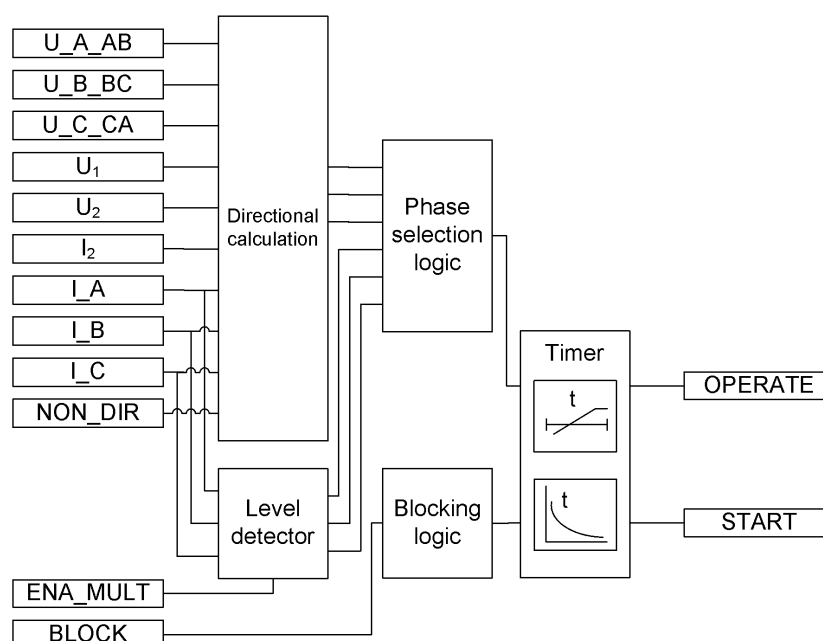 U_A_AB
U_B_BC
U_C_CA
U₁
U₂
I₂
I_A
I_B
I_C
NON_DIR
ENA_MULT
BLOCK
Directional
calculation
Level
detector
Phase
selection
logic
Blocking
logic
Timer
t
t
OPERATE
START